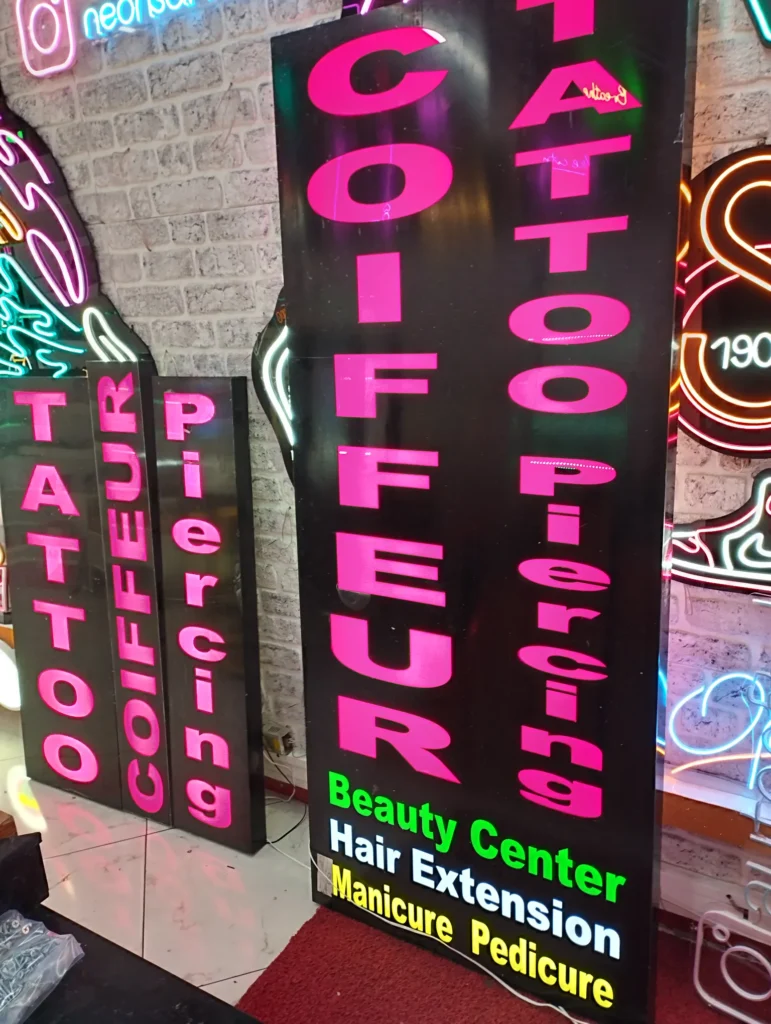 TATTOO
COIFFEUR
Piercing
COIFFEUR
TATTOO Piercing
Beauty Center
Hair Extension
Manicure Pedicure
190